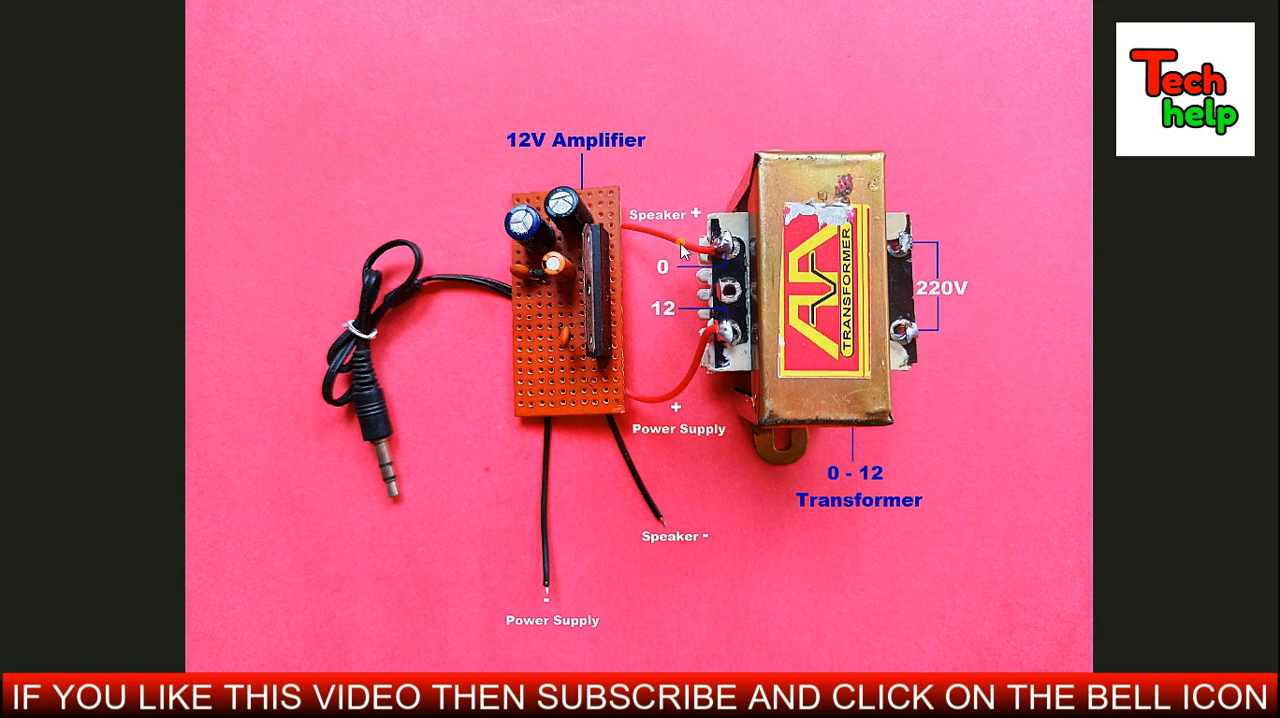 Tech
help
12V Amplifier
Speaker +
0
12
220V
TRANSFORMER
+
Power Supply
0 - 12
Transformer
Speaker -
-
Power Supply
IF YOU LIKE THIS VIDEO THEN SUBSCRIBE AND CLICK ON THE BELL ICON